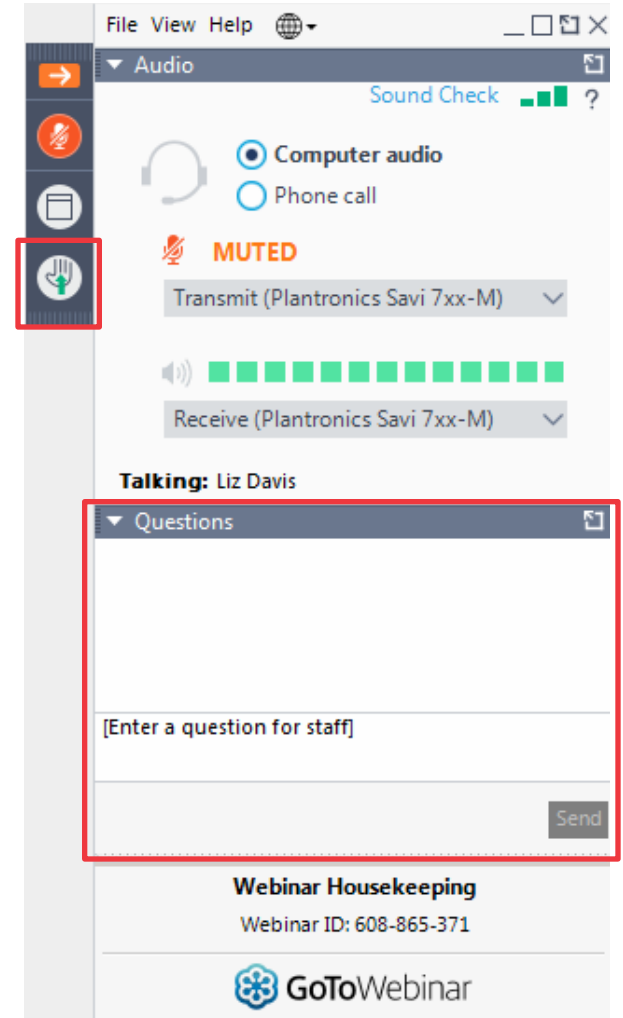 File View Help
Audio
Sound Check ?
Computer audio
Phone call
MUTED
Transmit (Plantronics Savi 7xx-M)
Receive (Plantronics Savi 7xx-M)
Talking: Liz Davis
Questions
[Enter a question for staff]
Send
Webinar Housekeeping
Webinar ID: 608-865-371
GoToWebinar